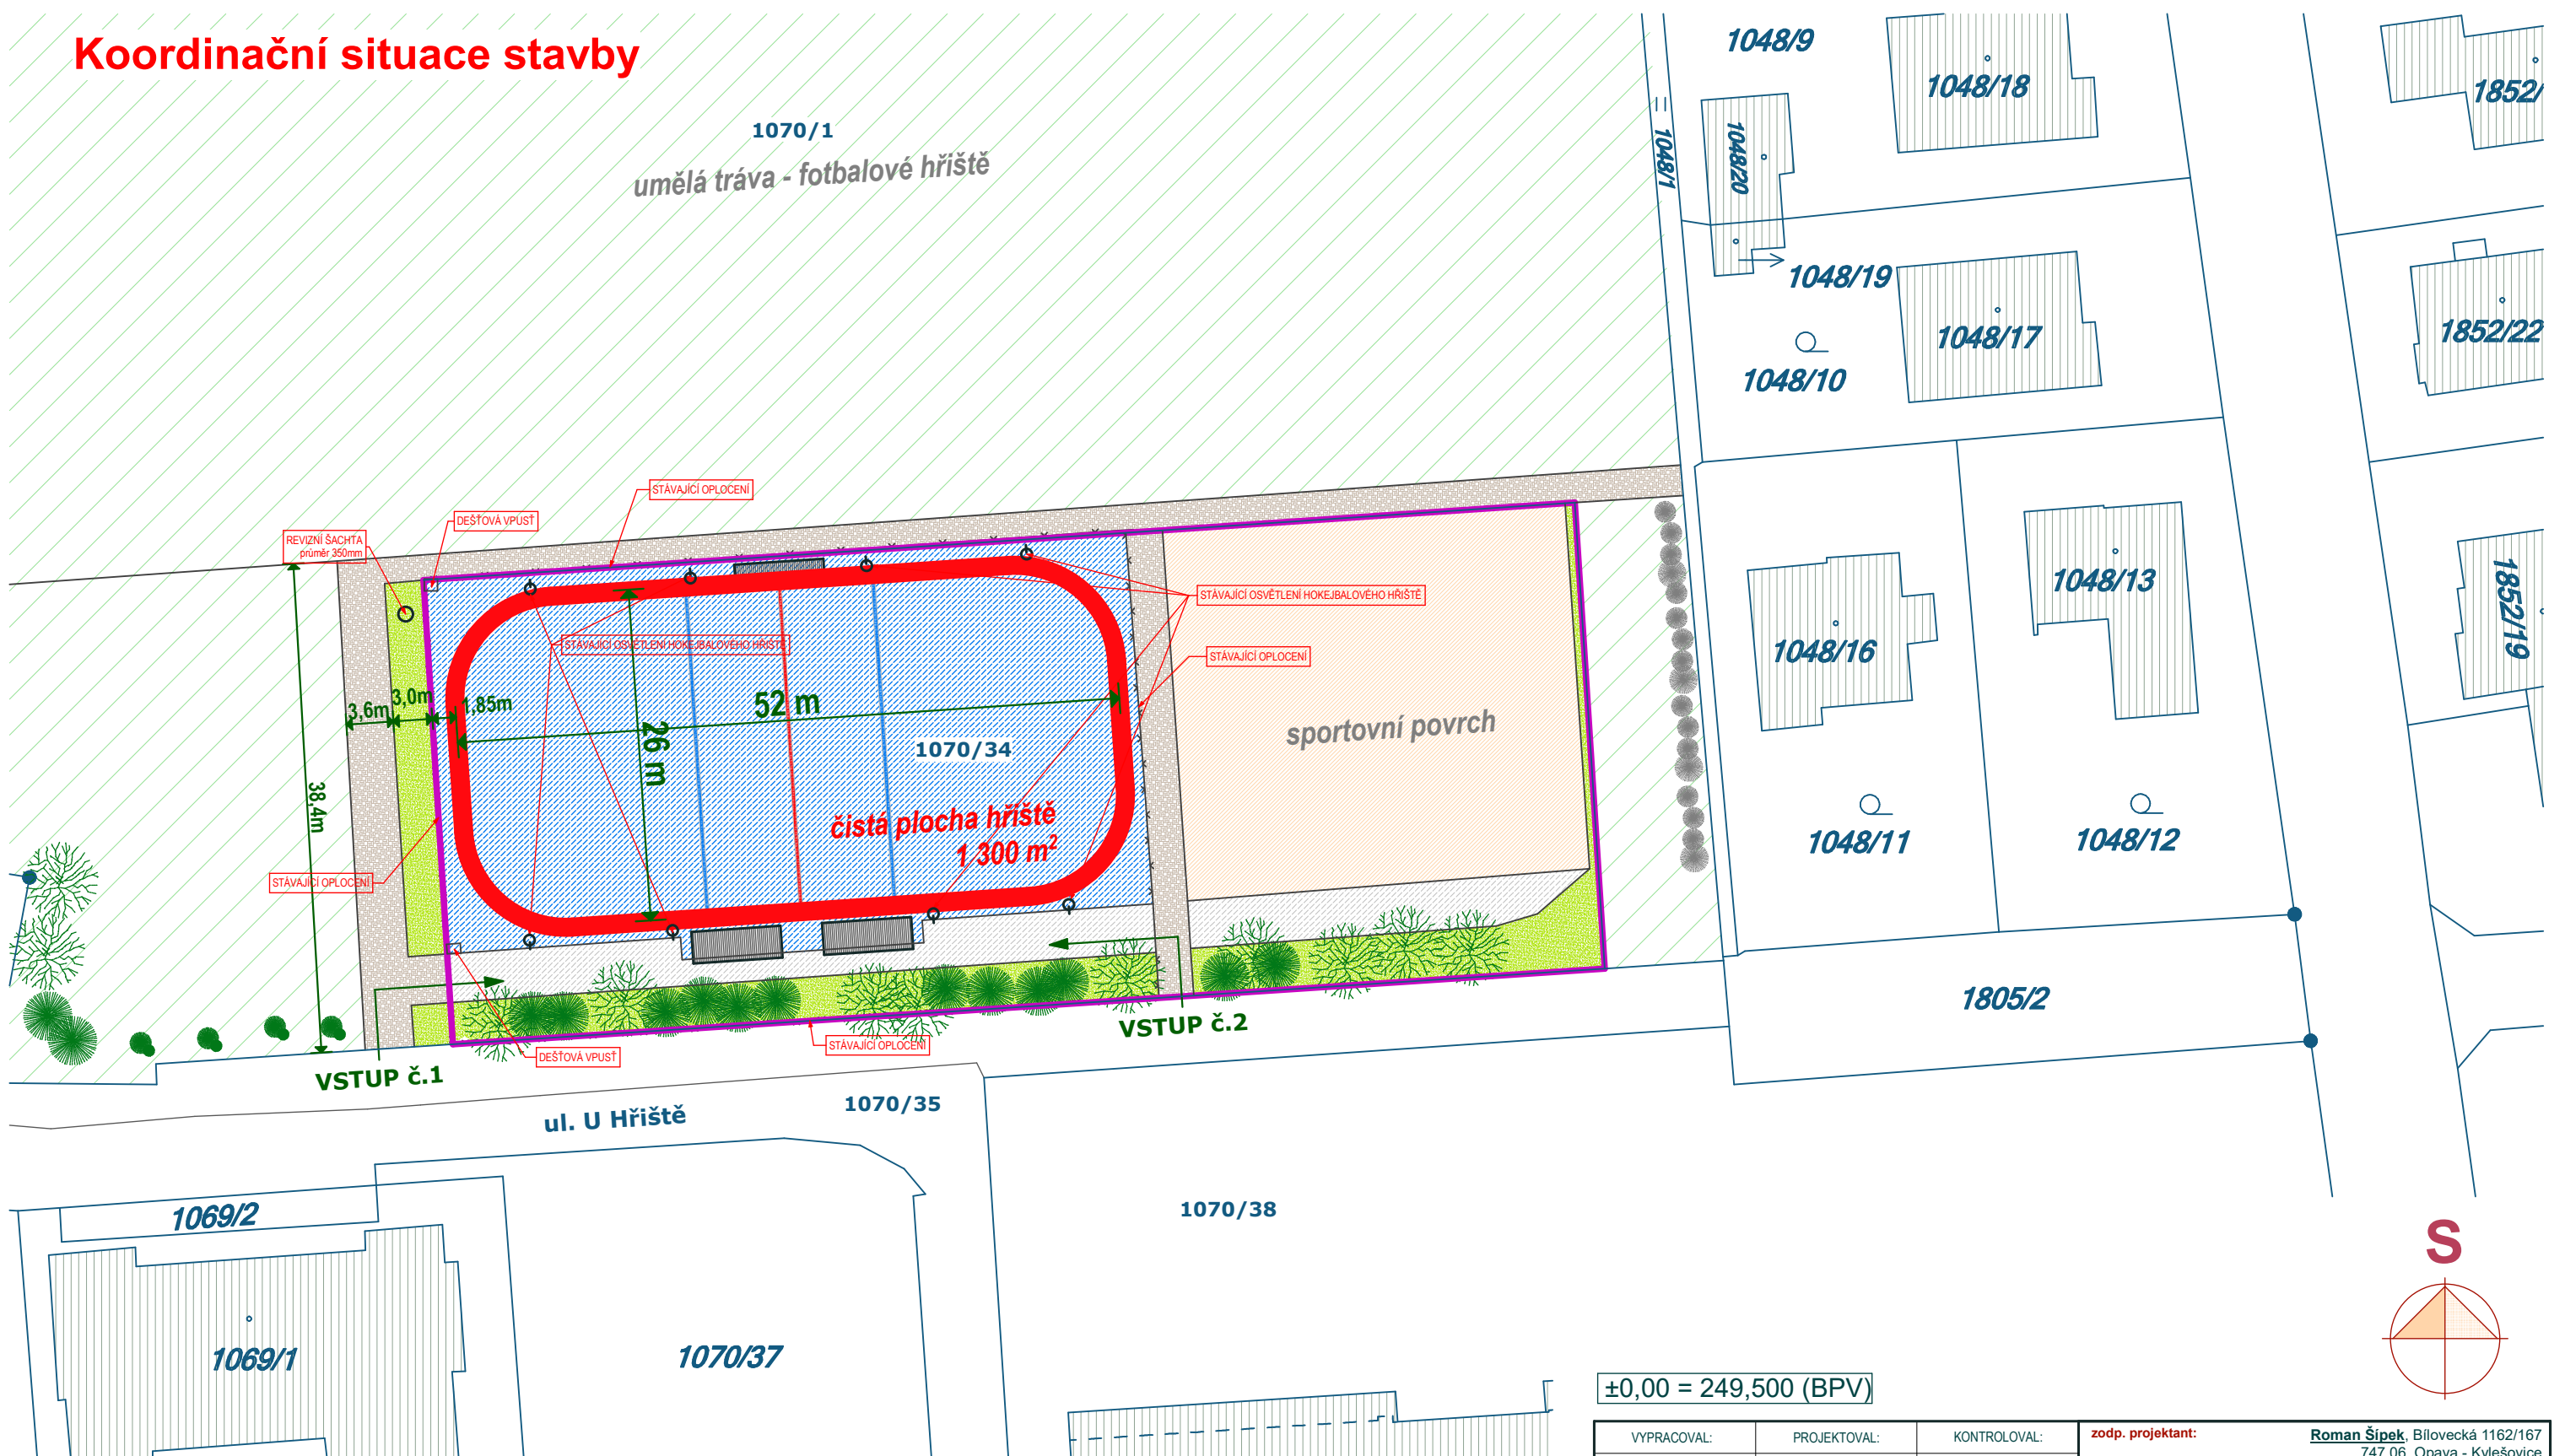 Koordinační situace stavby
1070/1
umělá tráva - fotbalové hřiště
1048/9
1048/18
1852/
1048/1
1048/20
1048/19
1048/17
1852/22
1048/10
STÁVAJÍCÍ OPLOCENÍ
DEŠŤOVÁ VPUSŤ
REVIZNÍ ŠACHTA
průměr 350mm
STÁVAJÍCÍ OSVĚTLENÍ HOKEJBALOVÉHO HŘIŠTĚ
STÁVAJÍCÍ OSVĚTLENÍ HOKEJBALOVÉHO HŘIŠTĚ
STÁVAJÍCÍ OPLOCENÍ
1048/16
1048/13
1852/19
3,6m
3,0m
1,85m
52 m
26 m
1070/34
sportovní povrch
38,4m
čistá plocha hřiště
1 300 m²
1048/11
1048/12
STÁVAJÍCÍ OPLOCENÍ
1805/2
VSTUP č.2
STÁVAJÍCÍ OPLOCENÍ
DEŠŤOVÁ VPUSŤ
VSTUP č.1
ul. U Hřiště
1070/35
1069/2
1070/38
S
1069/1
1070/37
±0,00 = 249,500 (BPV)
VYPRACOVAL:
PROJEKTOVAL:
KONTROLOVAL:
zodp. projektant:
Roman Šípek, Bílovecká 1162/167
747 06, Opava - Kylešovice